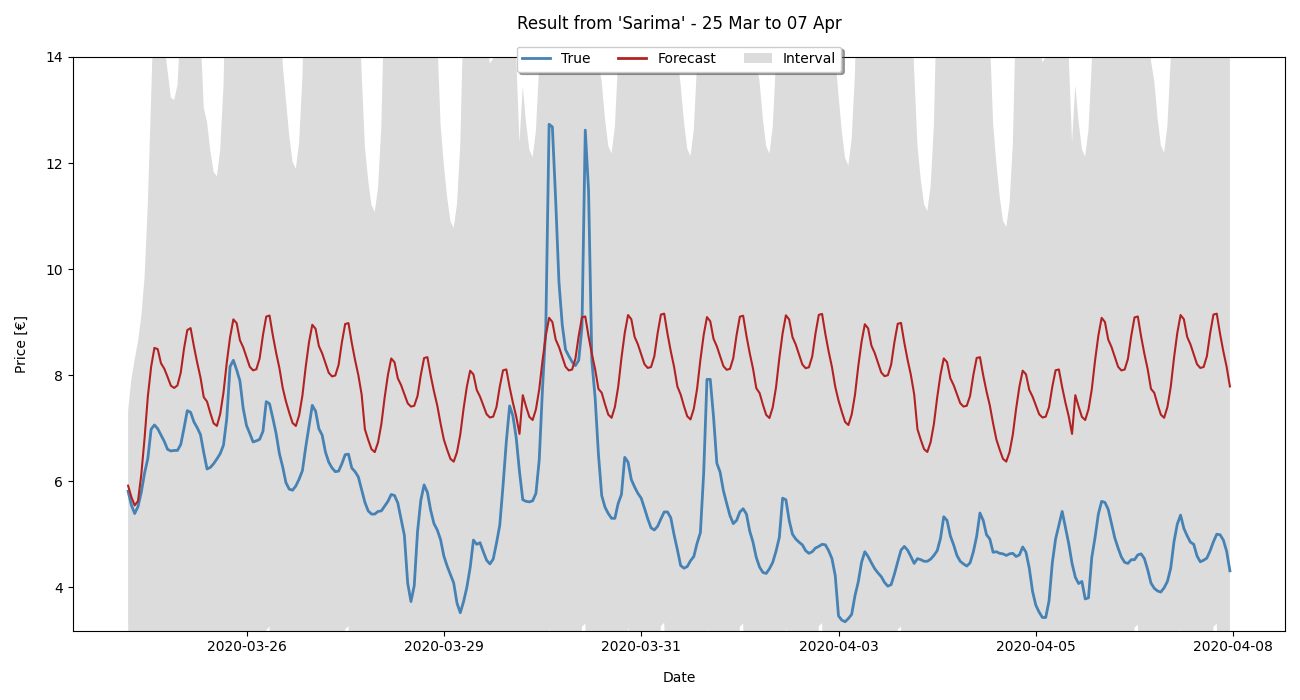 Result from 'Sarima' - 25 Mar to 07 Apr
True Forecast Interval
14
12
10
8
6
4
Price [€]
2020-03-26 2020-03-29 2020-03-31 2020-04-03 2020-04-05 2020-04-08
Date